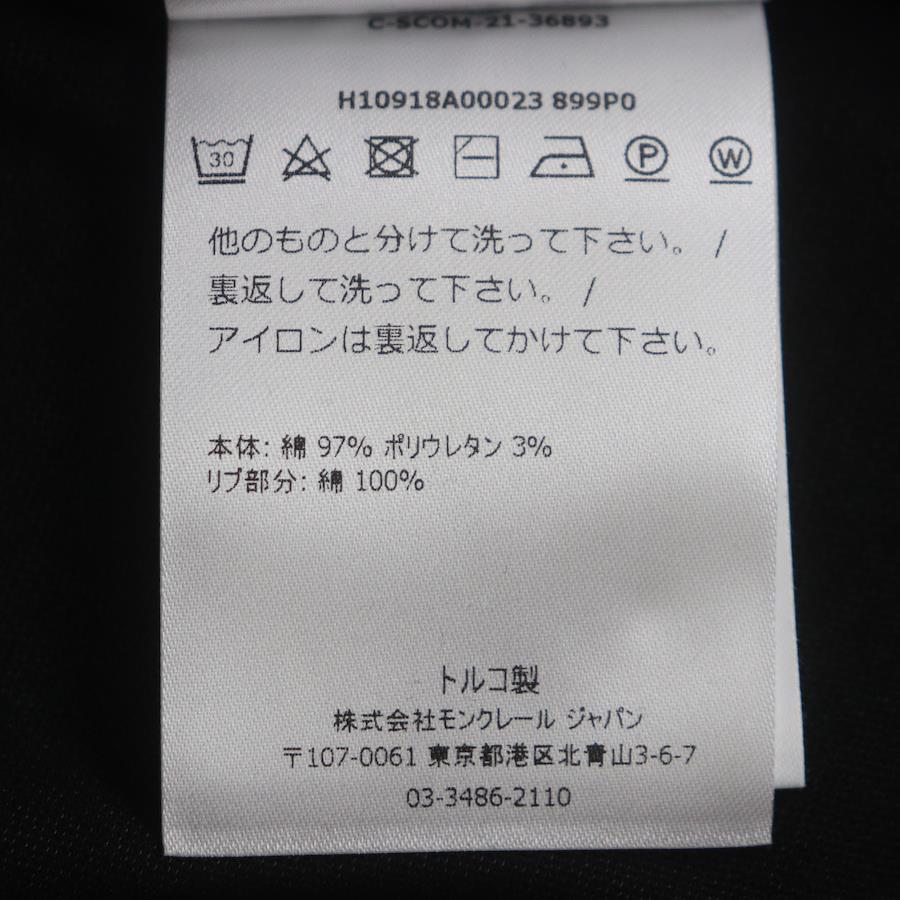 C-SCOM-21-36893
H10918A00023 899P0
30 P W
他のものと分けて洗って下さい。 /
裏返して洗って下さい。 /
アイロンは裏返してかけて下さい。
本体: 綿 97% ポリウレタン 3%
リブ部分: 綿 100%
トルコ製
株式会社モンクレール ジャパン
〒107-0061 東京都港区北青山3-6-7
03-3486-2110